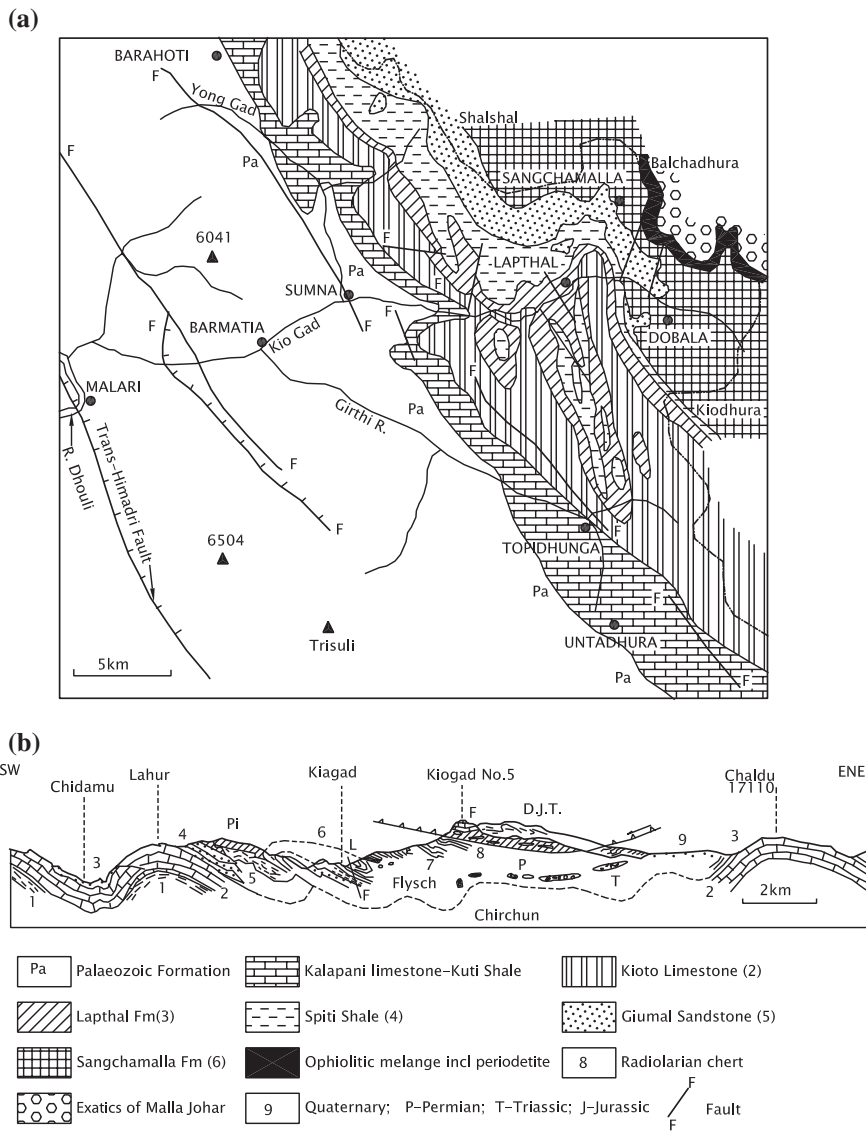 (a)
BARAHOTI
F
Yong Gad
Pa
Shalshal
Balchadhura
SANGCHAMALLA
F
6041
F
LAPTHAL
Pa
SUMNA
F
F
BARMATIA
Kio Gad
F
F
DOBALA
MALARI
F
Kiodhura
Girthi R.
Pa
R. Dhouli
Trans-Himadri Fault
F
F
F
6504
TOPIDHUNGA
Pa
F
Trisuli
UNTADHURA
5km
Pa
F
(b)
SW
ENE
Chidamu
Lahur
Kiagad
Kiogad No.5
Chaldu
17110
Pi
6
L
F
D.J.T.
4
3
5
7
8
9
3
1
1
2
Flysch
P
T
2
F
Chirchun
2km
Pa Palaeozoic Formation
Kalapani limestone-Kuti Shale
Kioto Limestone (2)
Lapthal Fm(3)
Spiti Shale (4)
Giumal Sandstone (5)
Sangchamalla Fm (6)
Ophiolitic melange incl periodetite
8 Radiolarian chert
Exatics of Malla Johar
9 Quaternary; P-Permian; T-Triassic; J-Jurassic
F
F
Fault